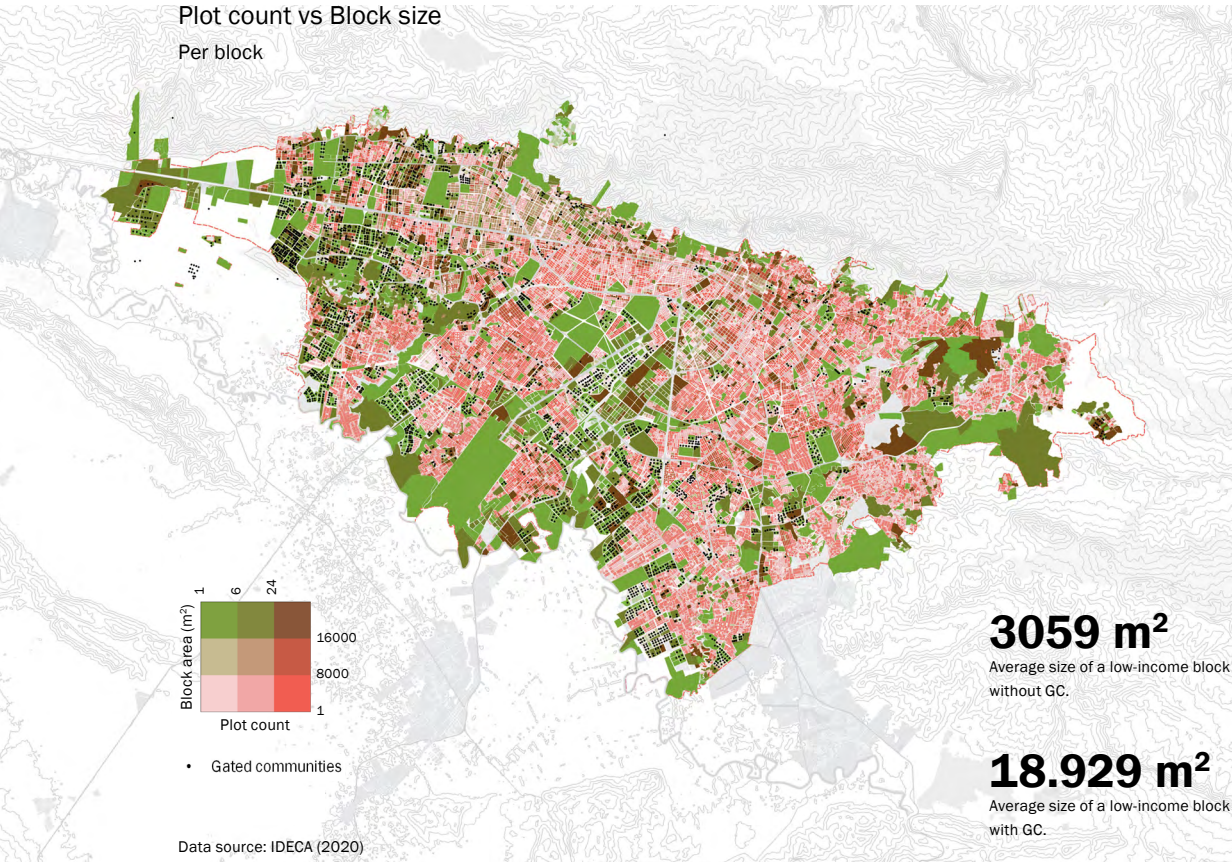 Plot count vs Block size
Per block
1
6
24
Block area (m²)
16000
8000
1
Plot count
• Gated communities
Data source: IDECA (2020)
3059 m²
Average size of a low-income block
without GC.
18.929 m²
Average size of a low-income block
with GC.